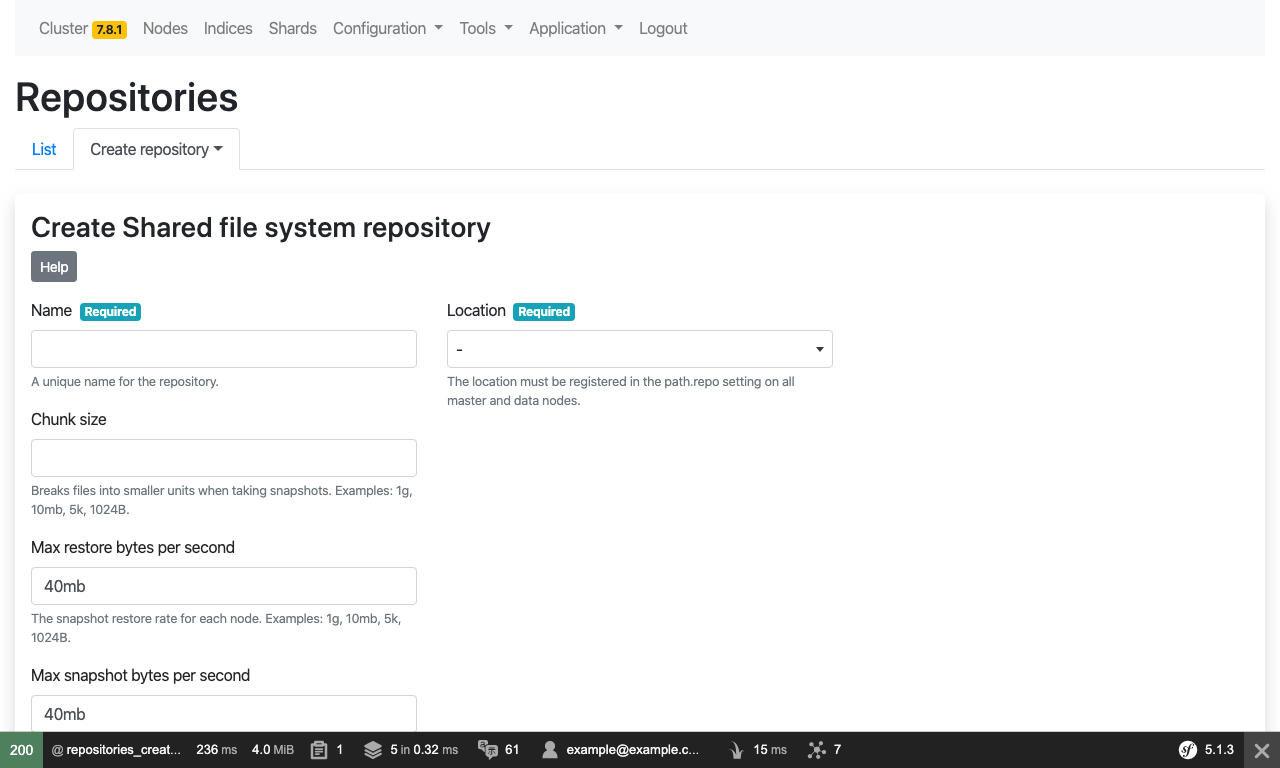 Cluster 7.8.1 Nodes Indices Shards Configuration Tools Application Logout
Repositories
List Create repository
Create Shared file system repository
Help
Name Required
A unique name for the repository.
Location Required
-
The location must be registered in the path.repo setting on all
master and data nodes.
Chunk size
Breaks files into smaller units when taking snapshots. Examples: 1g,
10mb, 5k, 1024B.
Max restore bytes per second
40mb
The snapshot restore rate for each node. Examples: 1g, 10mb, 5k,
1024B.
Max snapshot bytes per second
40mb
200 @ repositories_creat... 236 ms 4.0 MiB 1 5 in 0.32 ms 61 example@example.c... 15 ms 7 sf 5.1.3